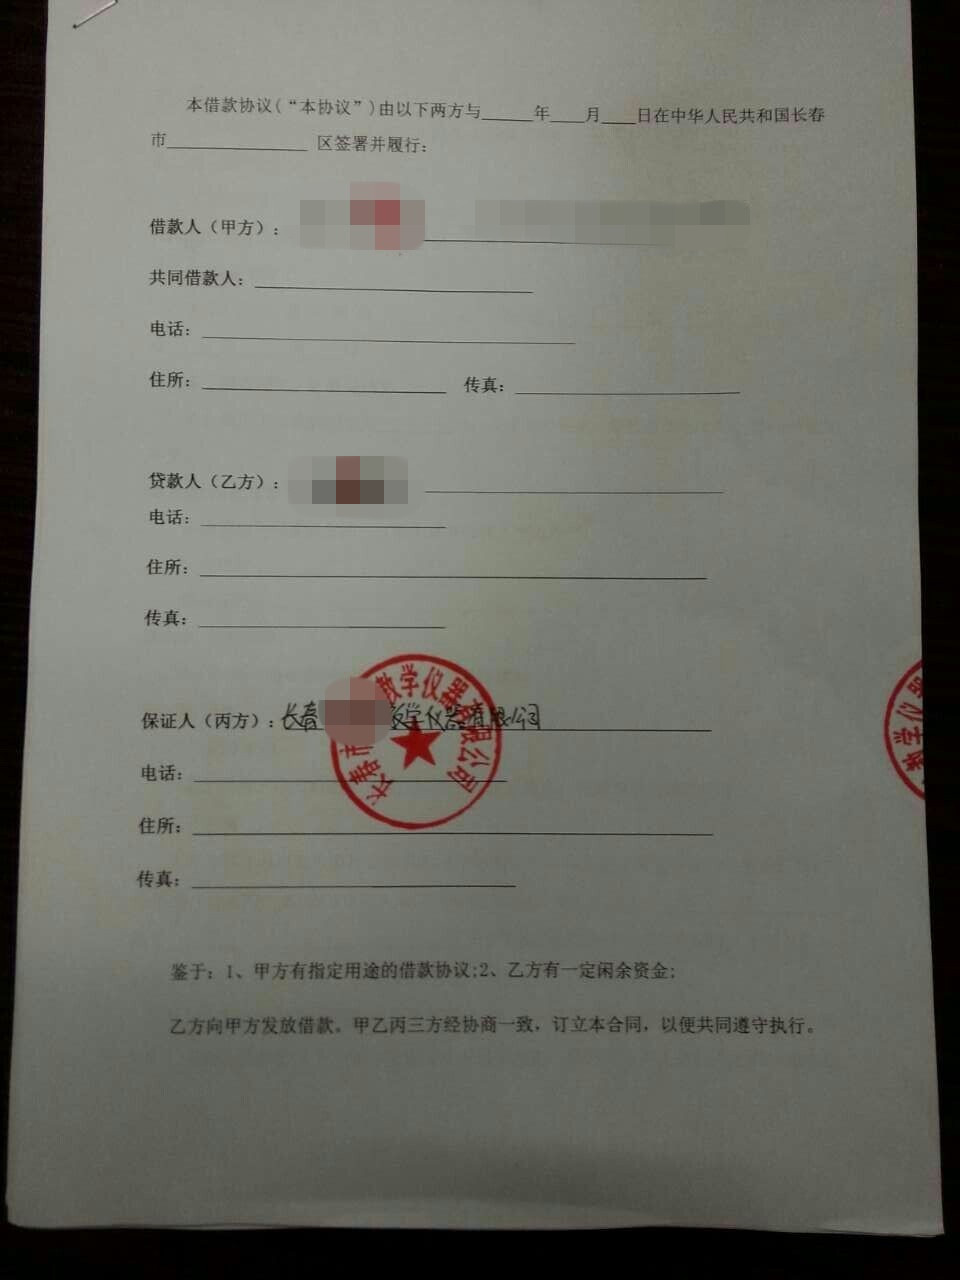 本借款协议(“本协议”)由以下两方与______年____月____日在中华人民共和国长春
市________________ 区签署并履行:
借款人(甲方):
共同借款人:
电话:
住所: 传真:
贷款人(乙方):
电话:
住所:
传真:
教学仪器有限公司
保证人(丙方): 长春 教学仪器有限公司
长春市
教学仪器
电话:
住所:
传真:
鉴于: 1、甲方有指定用途的借款协议;2、乙方有一定闲余资金;
乙方向甲方发放借款。甲乙丙三方经协商一致,订立本合同,以便共同遵守执行。